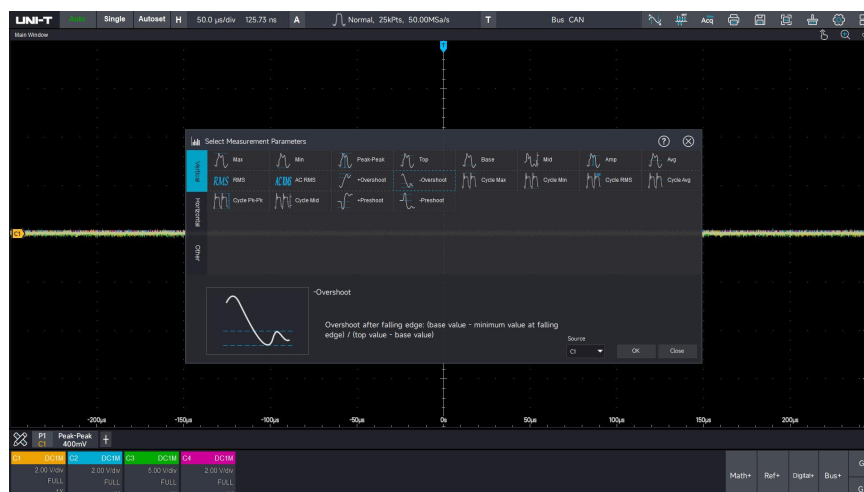 UNI-T Auto Single Autoset H 50.0 μs/div 125.73 ns A Normal, 25kPts, 50.00MSa/s T Bus CAN Acq
Main Window
T
Select Measurement Parameters
Vertical
Horizontal
Other
Max Min Peak-Peak Top Base Mid Amp Avg
RMS RMS ACRMS AC RMS +Overshoot -Overshoot Cycle Max Cycle Min Cycle RMS Cycle Avg
Cycle Pk-Pk Cycle Mid +Preshoot -Preshoot
C1
-Overshoot
Overshoot after falling edge: (base value - minimum value at falling
edge) / (top value - base value)
Source
C1 OK Close
-200μs -150μs -100μs -50μs 0s 50μs 100μs 150μs 200μs
P1 Peak-Peak
C1 400mV +
C1 DC1M C2 DC1M C3 DC1M C4 DC1M
2.00 V/div 2.00 V/div 5.00 V/div 2.00 V/div
FULL FULL FULL FULL
1X
Math+ Ref+ Digital+ Bus+